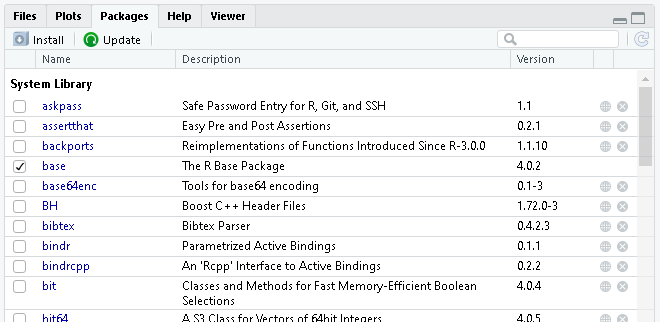 Files Plots Packages Help Viewer
Install Update
Name Description Version
System Library
askpass Safe Password Entry for R, Git, and SSH 1.1
assertthat Easy Pre and Post Assertions 0.2.1
backports Reimplementations of Functions Introduced Since R-3.0.0 1.1.10
base The R Base Package 4.0.2
base64enc Tools for base64 encoding 0.1-3
BH Boost C++ Header Files 1.72.0-3
bibtex Bibtex Parser 0.4.2.3
bindr Parametrized Active Bindings 0.1.1
bindrcpp An 'Rcpp' Interface to Active Bindings 0.2.2
bit Classes and Methods for Fast Memory-Efficient Boolean 4.0.4
Selections
bit64 A S3 Class for Vectors of 64bit Integers 4.0.5